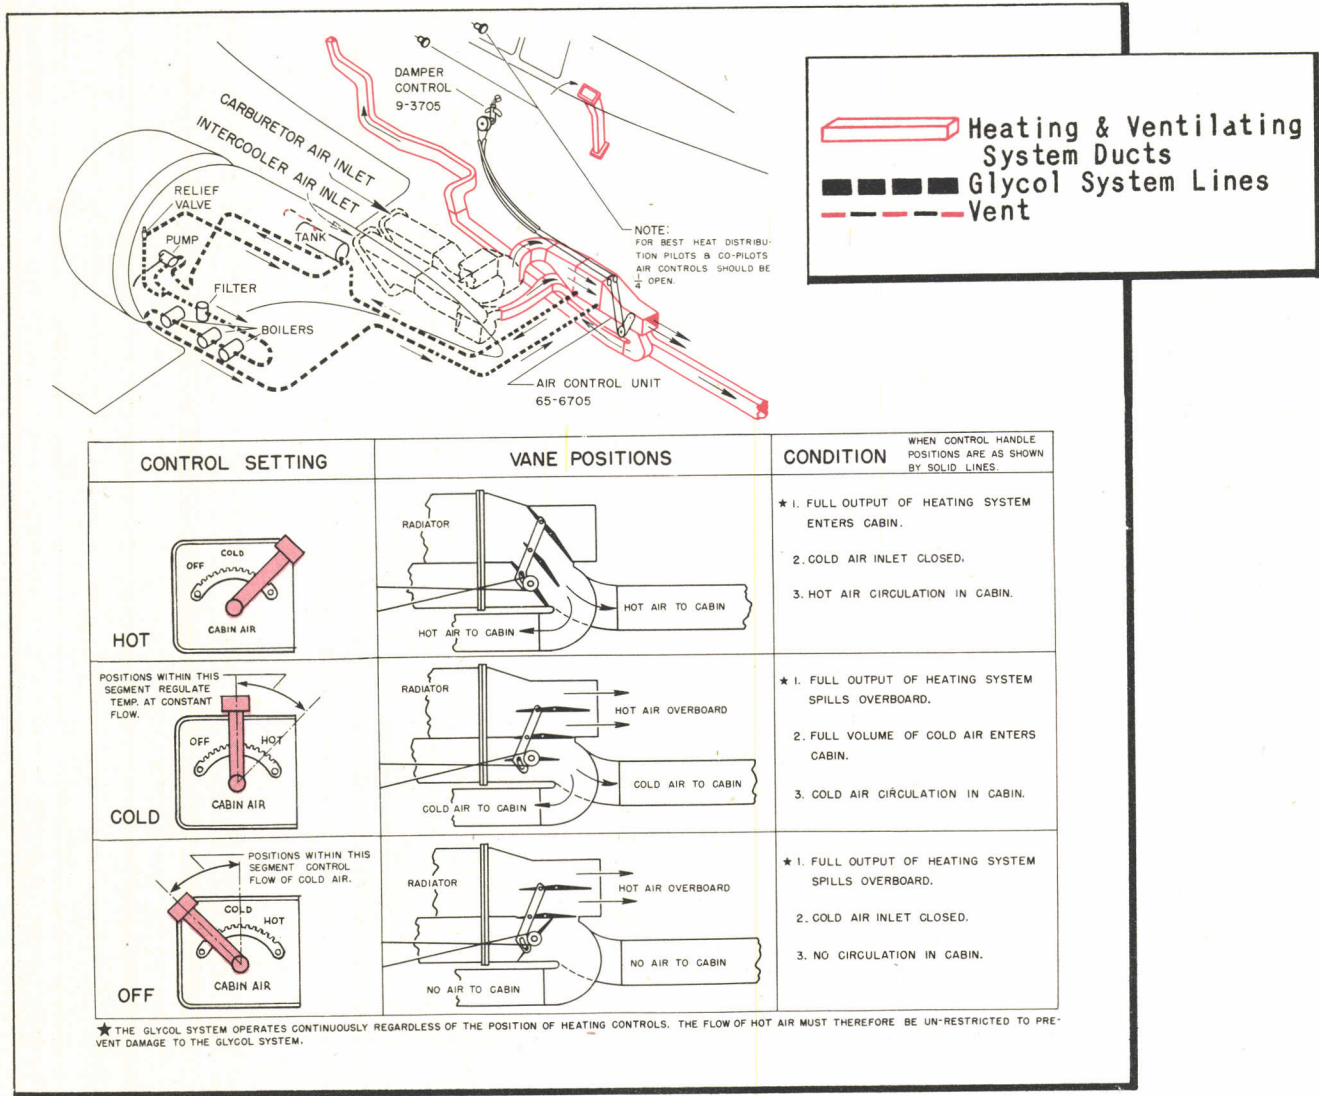 DAMPER
CONTROL
9-3705
CARBURETOR AIR INLET
INTERCOOLER AIR INLET
RELIEF
VALVE
PUMP
TANK
FILTER
BOILERS
NOTE:
FOR BEST HEAT DISTRIBU-
TION PILOTS & CO-PILOTS
AIR CONTROLS SHOULD BE
1/4 OPEN.
AIR CONTROL UNIT
65-6705
Heating & Ventilating
System Ducts
Glycol System Lines
Vent
CONTROL SETTING
VANE POSITIONS
CONDITION
WHEN CONTROL HANDLE
POSITIONS ARE AS SHOWN
BY SOLID LINES.
COLD
OFF
CABIN AIR
HOT
RADIATOR
HOT AIR TO CABIN
HOT AIR TO CABIN
★ 1. FULL OUTPUT OF HEATING SYSTEM
ENTERS CABIN.
2. COLD AIR INLET CLOSED.
3. HOT AIR CIRCULATION IN CABIN.
POSITIONS WITHIN THIS
SEGMENT REGULATE
TEMP. AT CONSTANT
FLOW.
OFF
HOT
CABIN AIR
COLD
RADIATOR
HOT AIR OVERBOARD
COLD AIR TO CABIN
COLD AIR TO CABIN
★ 1. FULL OUTPUT OF HEATING SYSTEM
SPILLS OVERBOARD.
2. FULL VOLUME OF COLD AIR ENTERS
CABIN.
3. COLD AIR CIRCULATION IN CABIN.
POSITIONS WITHIN THIS
SEGMENT CONTROL
FLOW OF COLD AIR.
COLD
HOT
CABIN AIR
OFF
RADIATOR
HOT AIR OVERBOARD
NO AIR TO CABIN
NO AIR TO CABIN
★ 1. FULL OUTPUT OF HEATING SYSTEM
SPILLS OVERBOARD.
2. COLD AIR INLET CLOSED.
3. NO CIRCULATION IN CABIN.
★ THE GLYCOL SYSTEM OPERATES CONTINUOUSLY REGARDLESS OF THE POSITION OF HEATING CONTROLS. THE FLOW OF HOT AIR MUST THEREFORE BE UN-RESTRICTED TO PRE-
VENT DAMAGE TO THE GLYCOL SYSTEM.